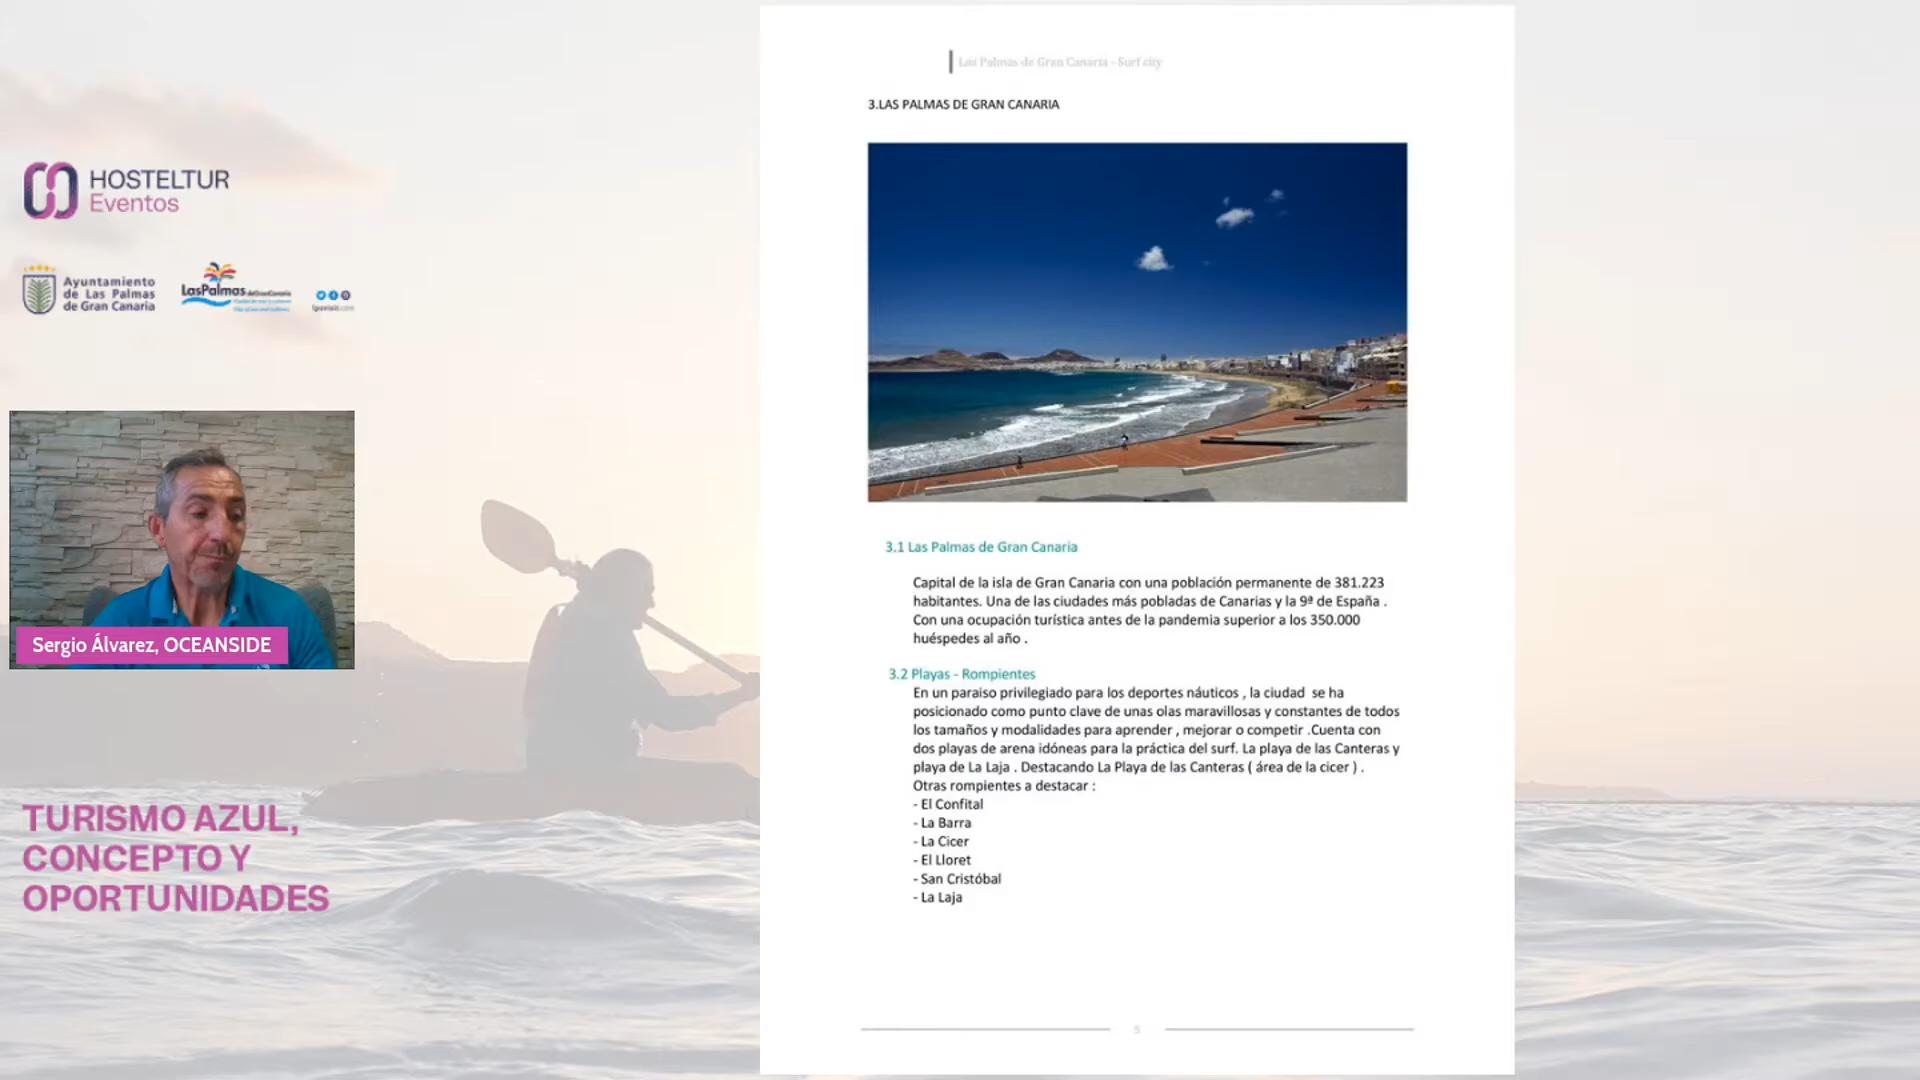 HOSTELTUR
Eventos
Ayuntamiento
de Las Palmas
de Gran Canaria
LasPalmas
Sergio Álvarez, OCEANSIDE
TURISMO AZUL,
CONCEPTO Y
OPORTUNIDADES
Las Palmas de Gran Canaria - Surf city
3.LAS PALMAS DE GRAN CANARIA
3.1 Las Palmas de Gran Canaria
Capital de la isla de Gran Canaria con una población permanente de 381.223
habitantes. Una de las ciudades más pobladas de Canarias y la 9ª de España .
Con una ocupación turística antes de la pandemia superior a los 350.000
huéspedes al año .
3.2 Playas - Rompientes
En un paraiso privilegiado para los deportes náuticos , la ciudad se ha
posicionado como punto clave de unas olas maravillosas y constantes de todos
los tamaños y modalidades para aprender , mejorar o competir .Cuenta con
dos playas de arena idóneas para la práctica del surf. La playa de las Canteras y
playa de La Laja . Destacando La Playa de las Canteras ( área de la cicer ) .
Otras rompientes a destacar :
- El Confital
- La Barra
- La Cicer
- El Lloret
- San Cristóbal
- La Laja
5